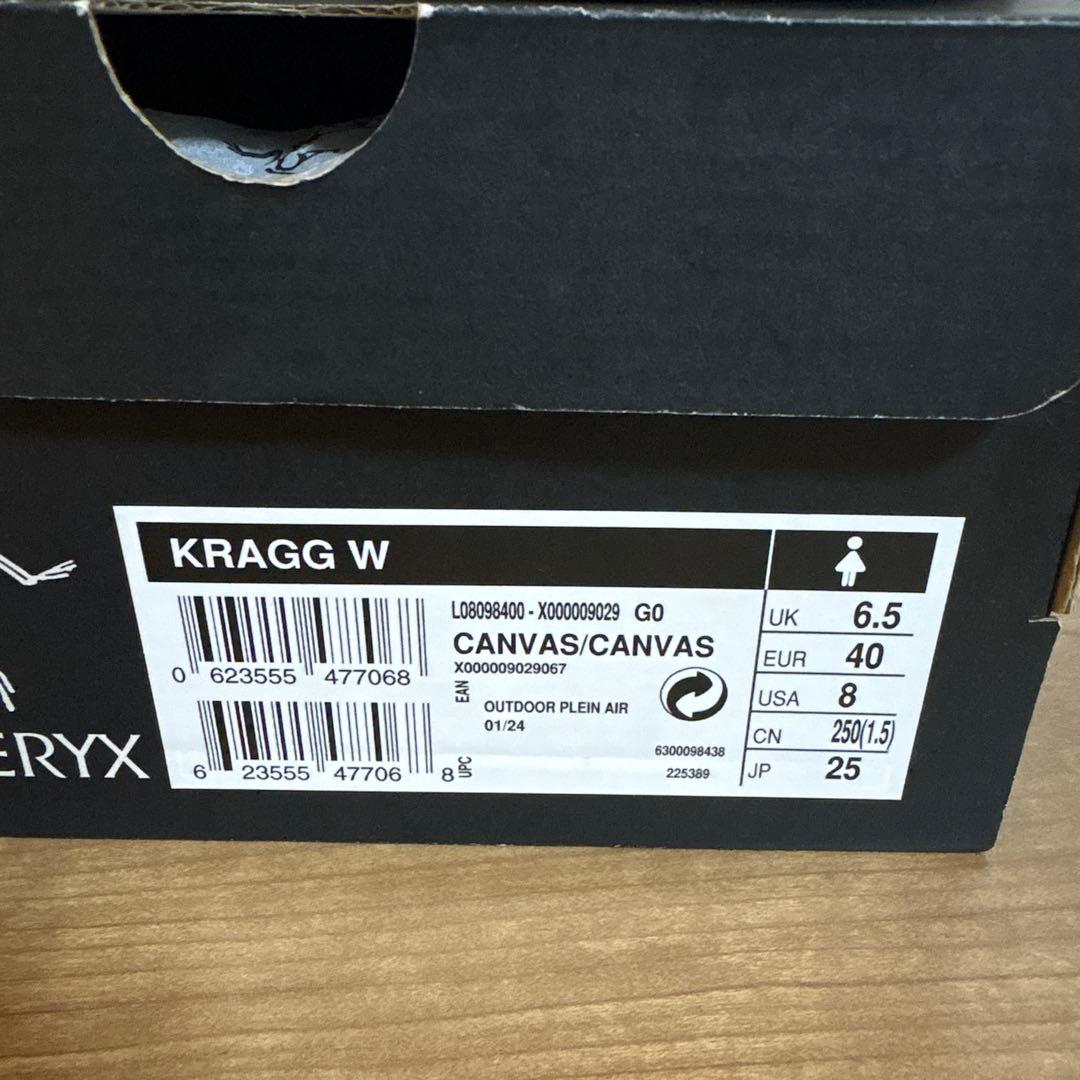 KRAGG W
L08098400 - X000009029 G0
CANVAS/CANVAS
X000009029067
0 623555 477068
EAN
OUTDOOR PLEIN AIR
01/24
6 23555 47706 8
UPC
6300098438
225389
UK 6.5
EUR 40
USA 8
CN 250(1.5)
JP 25
ERYX